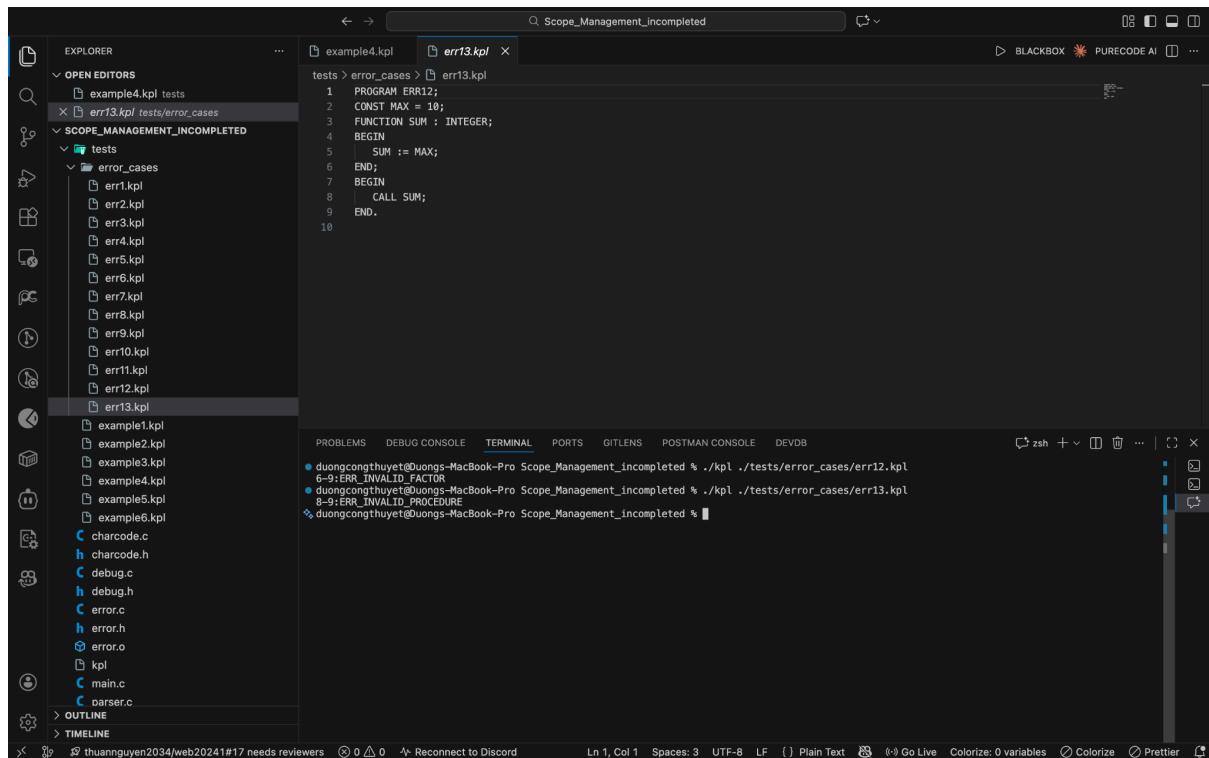 Scope_Management_incompleted
EXPLORER
example4.kpl
err13.kpl
BLACKBOX
PURECODE AI
OPEN EDITORS
example4.kpl tests
err13.kpl tests/error_cases
SCOPE_MANAGEMENT_INCOMPLETED
tests
error_cases
err1.kpl
err2.kpl
err3.kpl
err4.kpl
err5.kpl
err6.kpl
err7.kpl
err8.kpl
err9.kpl
err10.kpl
err11.kpl
err12.kpl
err13.kpl
example1.kpl
example2.kpl
example3.kpl
example4.kpl
example5.kpl
example6.kpl
C charcode.c
h charcode.h
C debug.c
h debug.h
C error.c
h error.h
error.o
kpl
C main.c
C parser.c
OUTLINE
TIMELINE
tests > error_cases > err13.kpl
1 PROGRAM ERR12;
2 CONST MAX = 10;
3 FUNCTION SUM : INTEGER;
4 BEGIN
5 SUM := MAX;
6 END;
7 BEGIN
8 CALL SUM;
9 END.
10
PROBLEMS DEBUG CONSOLE TERMINAL PORTS GITLENS POSTMAN CONSOLE DEVDB
zsh
duongcongthuyet@Duongs-MacBook-Pro Scope_Management_incompleted % ./kpl ./tests/error_cases/err12.kpl
6-9:ERR_INVALID_FACTOR
duongcongthuyet@Duongs-MacBook-Pro Scope_Management_incompleted % ./kpl ./tests/error_cases/err13.kpl
8-9:ERR_INVALID_PROCEDURE
duongcongthuyet@Duongs-MacBook-Pro Scope_Management_incompleted %
thuannguyen2034/web20241#17 needs reviewers 0 0 Reconnect to Discord Ln 1, Col 1 Spaces: 3 UTF-8 LF { } Plain Text Go Live Colorize: 0 variables Colorize Prettier